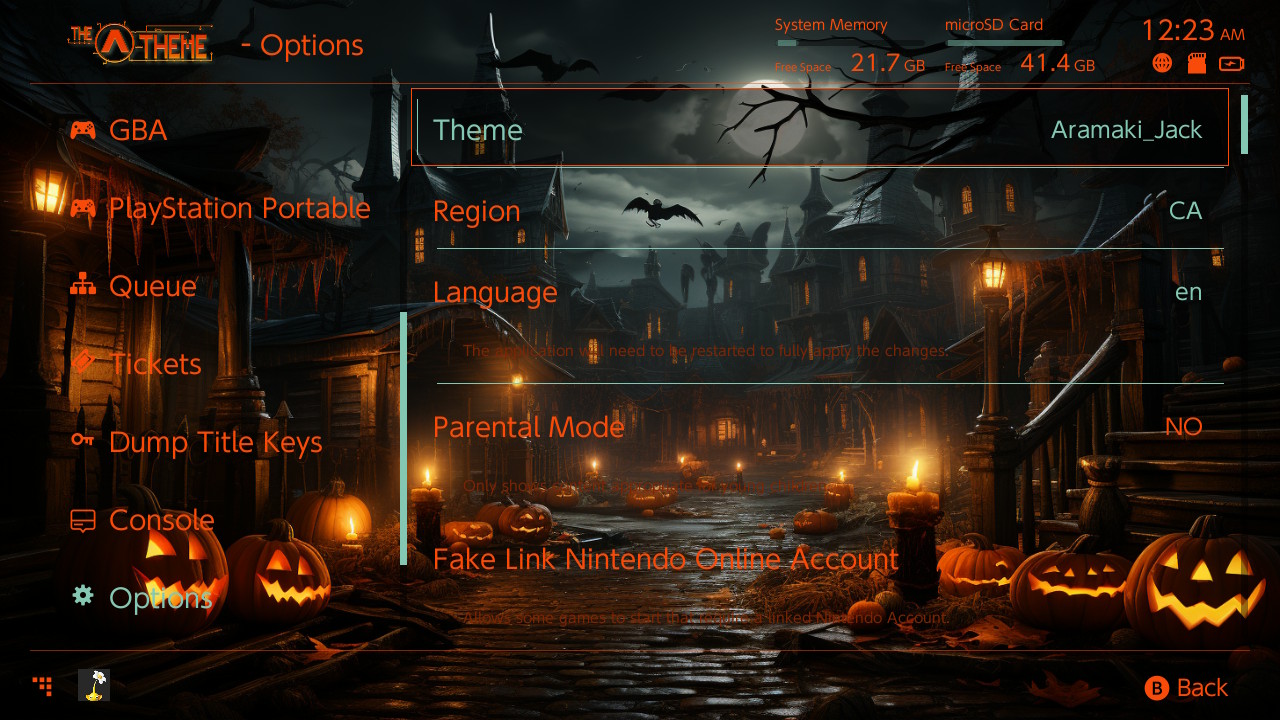 THE A-THEME - Options
System Memory
Free Space 21.7 GB
microSD Card
Free Space 41.4 GB
12:23 AM
GBA
PlayStation Portable
Queue
Tickets
Dump Title Keys
Console
Options
Theme Aramaki_Jack
Region CA
Language en
The application will need to be restarted to fully apply the changes.
Parental Mode NO
Only shows
Fake Link Nintendo Online Account
Allows some games to start that require a linked Nintendo Account.
B Back